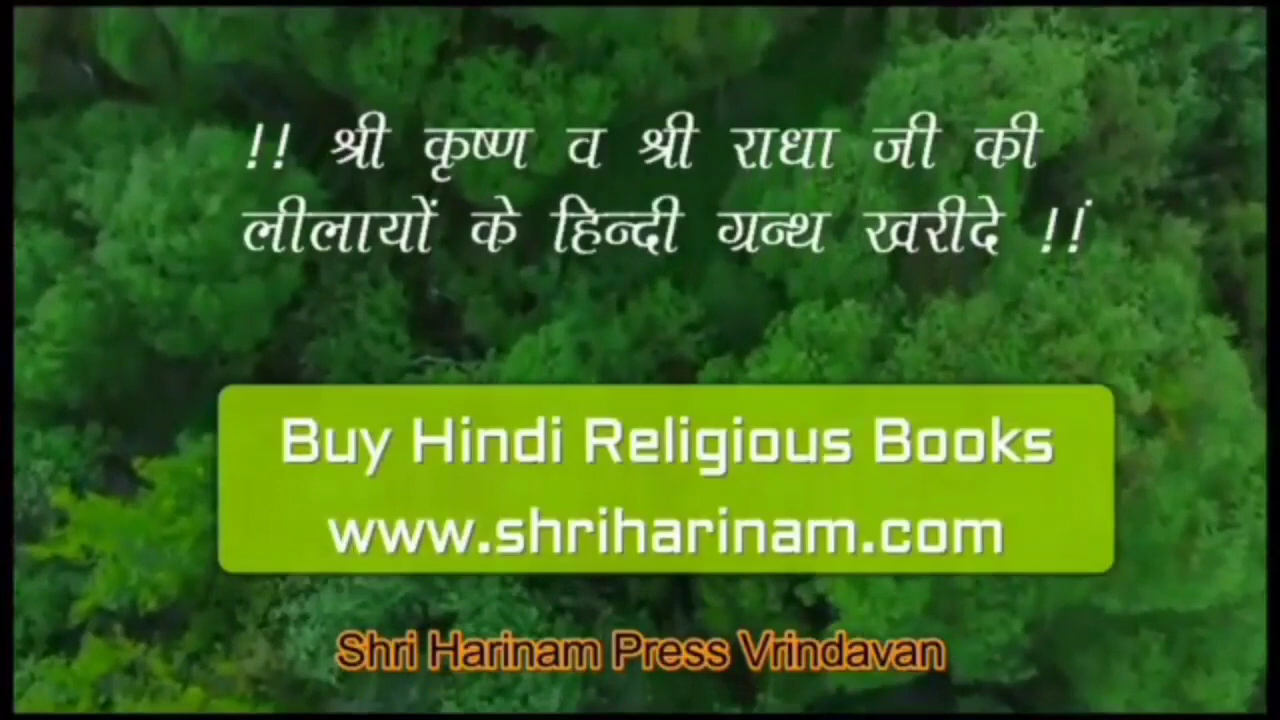 !! श्री कृष्ण व श्री राधा जी की
लीलायों के हिन्दी ग्रन्थ खरीदे !!ं
Buy Hindi Religious Books
www.shriharinam.com
Shri Harinam Press Vrindavan